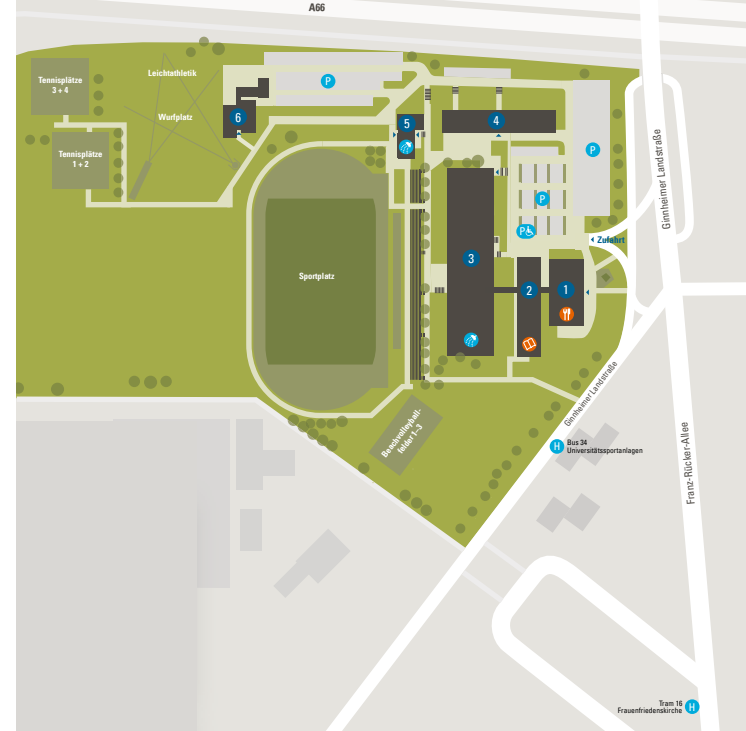 A66
Tennisplätze
3 + 4
Leichtathletik
Wurfplatz
Tennisplätze
1 + 2
P
6
5
4
P
P
P
Zufahrt
Ginnheimer Landstraße
3
2
1
Sportplatz
Ginnheimer Landstraße
Beachvolleyball-
felder 1–3
H
Bus 34
Universitätssportanlagen
Franz-Rücker-Allee
Tram 16
Frauenfriedenskirche
H